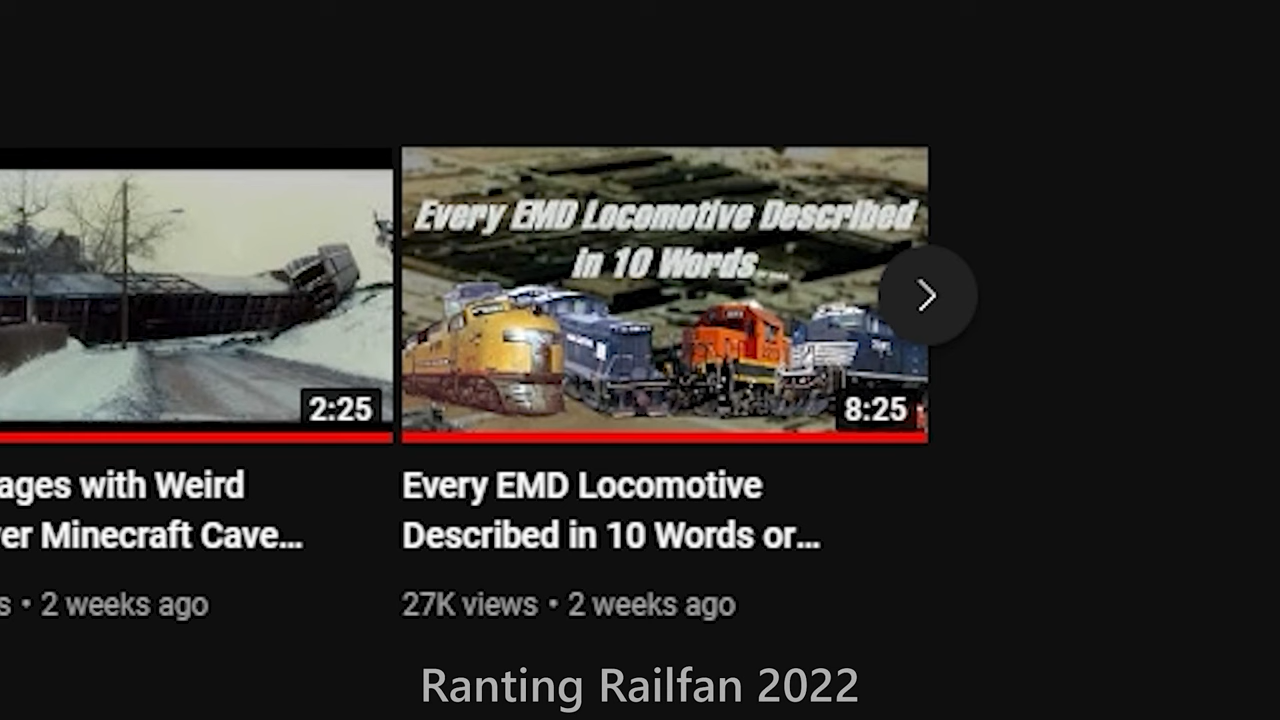 Every EMD Locomotive Described
in 10 Words....
2:25
8:25
ages with Weird
er Minecraft Cave...
s • 2 weeks ago
Every EMD Locomotive
Described in 10 Words or...
27K views • 2 weeks ago
Ranting Railfan 2022